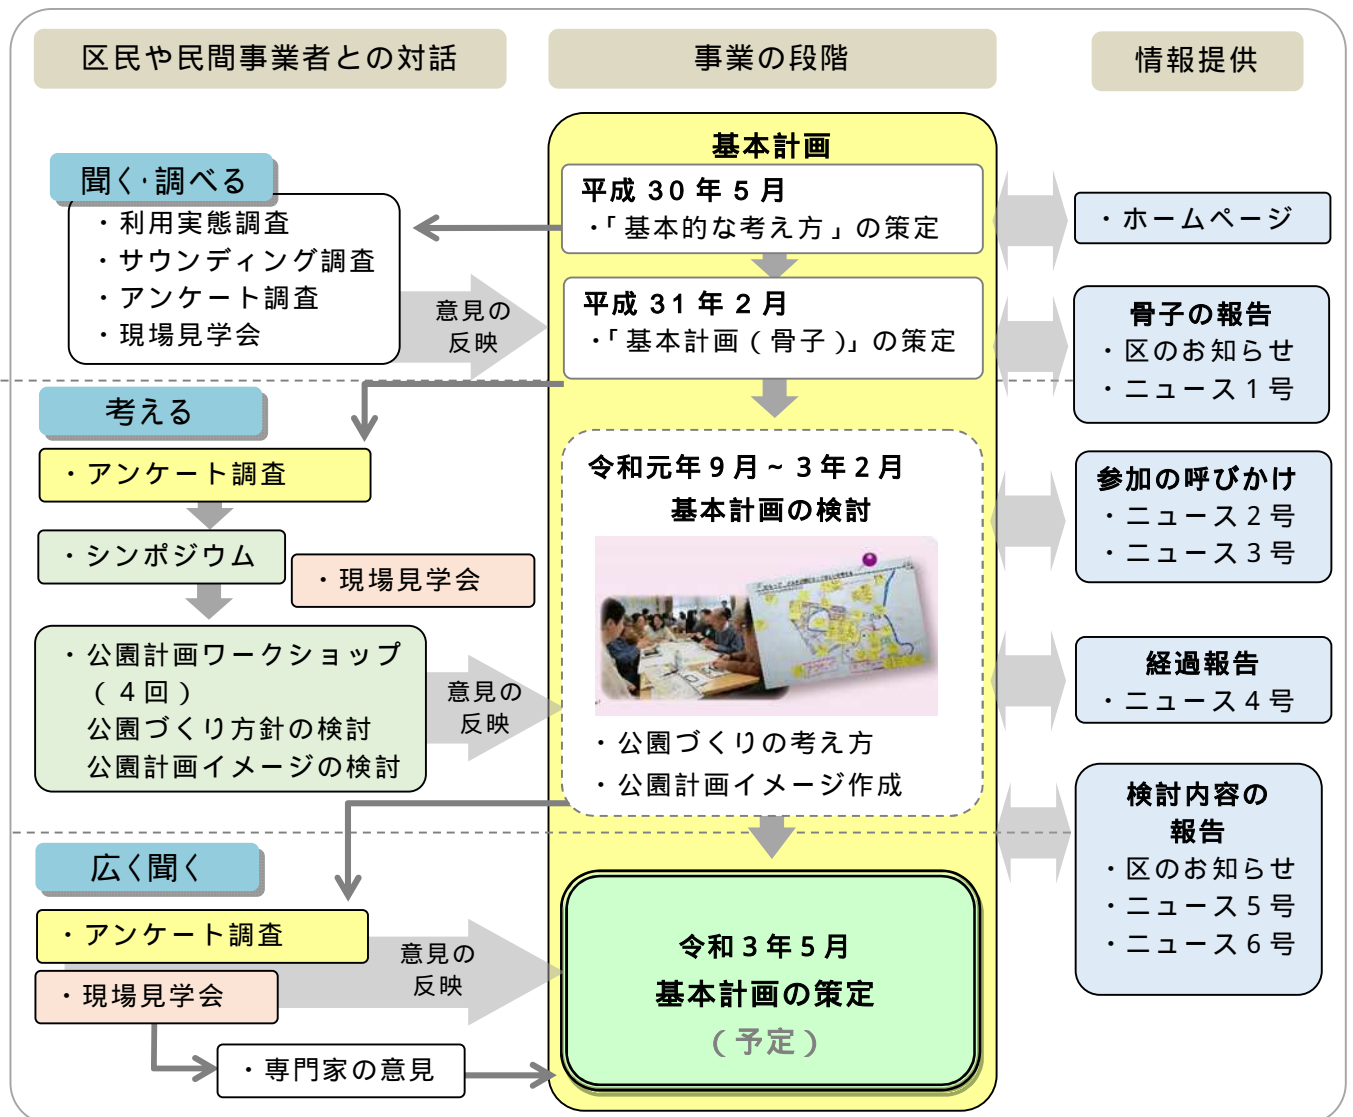 区民や民間事業者との対話
事業の段階
情報提供
基本計画
聞く・調べる
・利用実態調査
・サウンディング調査
・アンケート調査
・現場見学会
意見の
反映
平成30年5月
・「基本的な考え方」の策定
平成31年2月
・「基本計画(骨子)」の策定
・ホームページ
骨子の報告
・区のお知らせ
・ニュース1号
考える
・アンケート調査
・シンポジウム
・現場見学会
・公園計画ワークショップ
(4回)
公園づくり方針の検討
公園計画イメージの検討
意見の
反映
令和元年9月~3年2月
基本計画の検討
・公園づくりの考え方
・公園計画イメージ作成
参加の呼びかけ
・ニュース2号
・ニュース3号
経過報告
・ニュース4号
検討内容の
報告
・区のお知らせ
・ニュース5号
・ニュース6号
広く聞く
・アンケート調査
・現場見学会
・専門家の意見
意見の
反映
令和3年5月
基本計画の策定
(予定)